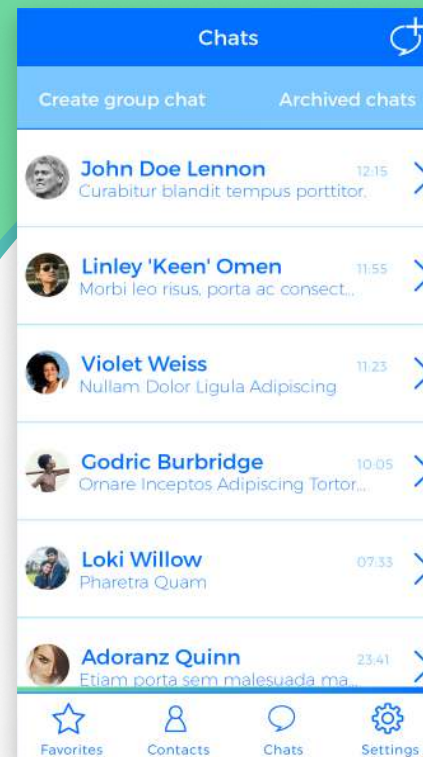 Chats
Create group chat Archived chats
John Doe Lennon 12:15
Curabitur blandit tempus porttitor.
Linley 'Keen' Omen 11:55
Morbi leo risus, porta ac consect...
Violet Weiss 11:23
Nullam Dolor Ligula Adipiscing
Godric Burbridge 10:05
Ornare Inceptos Adipiscing Tortor...
Loki Willow 07:33
Pharetra Quam
Adoranz Quinn 23:41
Etiam porta sem malesuada ma...
Favorites Contacts Chats Settings